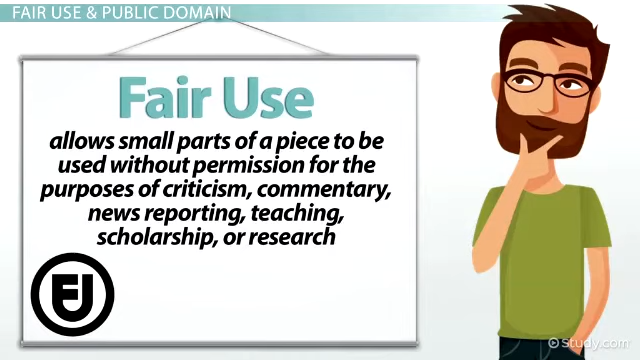 FAIR USE & PUBLIC DOMAIN
Fair Use
allows small parts of a piece to be
used without permission for the
purposes of criticism, commentary,
news reporting, teaching,
scholarship, or research
FU
Study.com